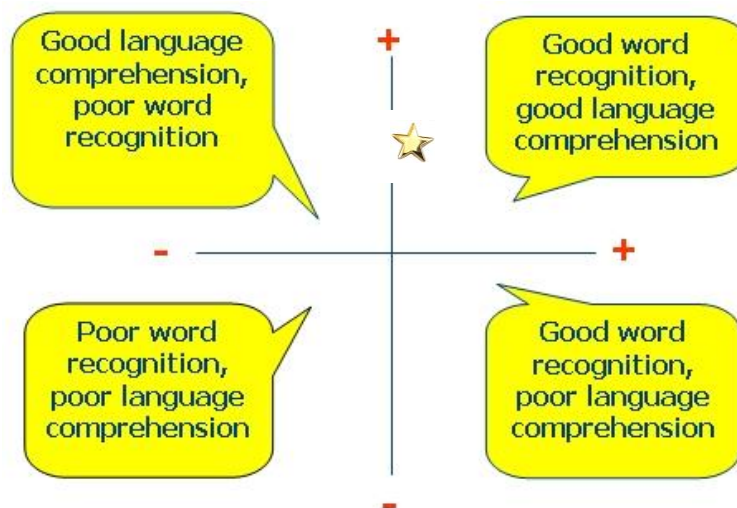 Good language
comprehension,
poor word
recognition
+
Good word
recognition,
good language
comprehension
-
+
Poor word
recognition,
poor language
comprehension
Good word
recognition,
poor language
comprehension
-